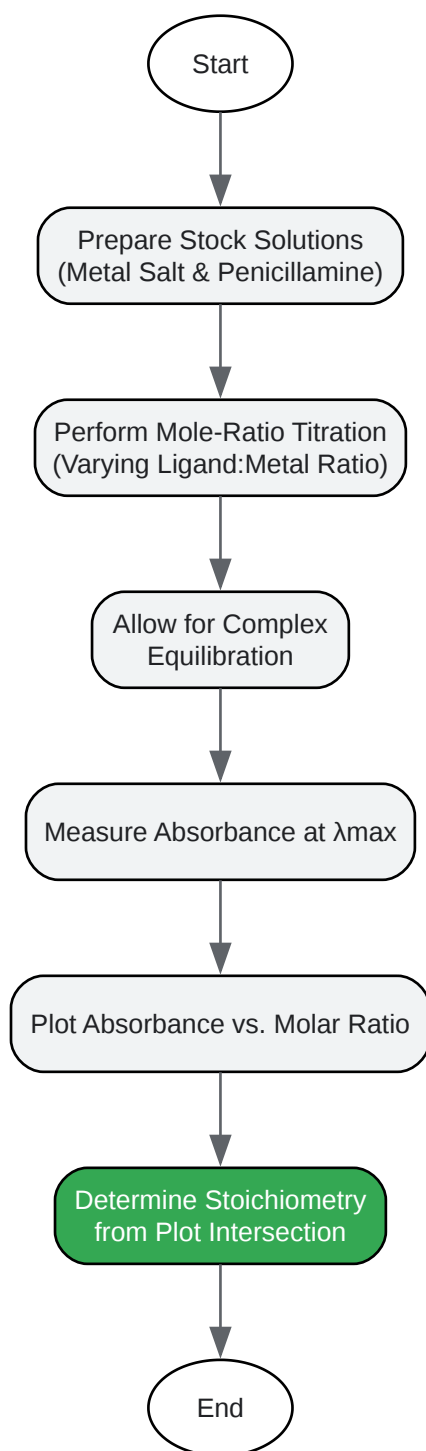 Start
Prepare Stock Solutions
(Metal Salt & Penicillamine)
Perform Mole-Ratio Titration
(Varying Ligand:Metal Ratio)
Allow for Complex
Equilibration
Measure Absorbance at λmax
Plot Absorbance vs. Molar Ratio
Determine Stoichiometry
from Plot Intersection
End